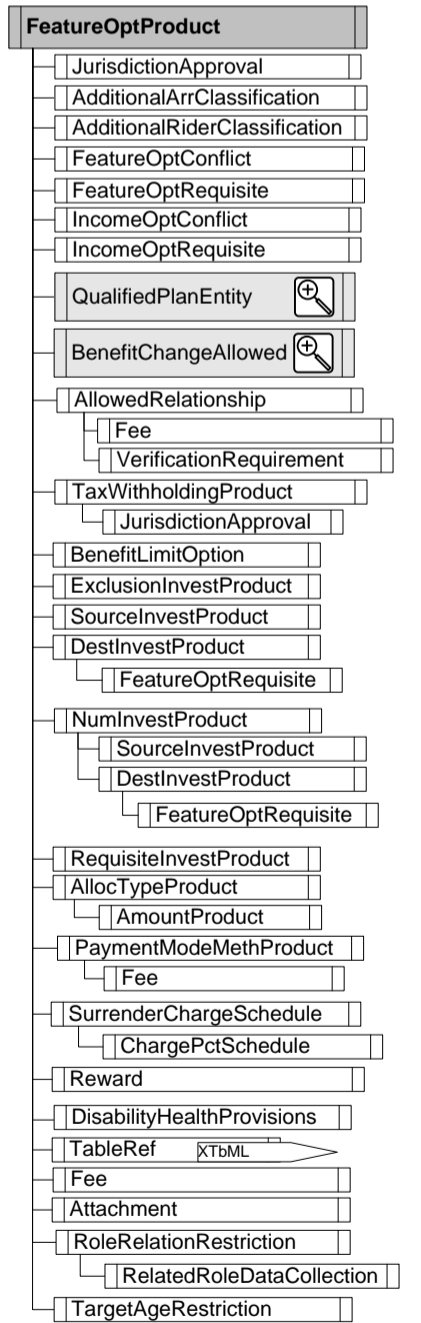 FeatureOptProduct
JurisdictionApproval
AdditionalArrClassification
AdditionalRiderClassification
FeatureOptConflict
FeatureOptRequisite
IncomeOptConflict
IncomeOptRequisite
QualifiedPlanEntity
BenefitChangeAllowed
AllowedRelationship
Fee
VerificationRequirement
TaxWithholdingProduct
JurisdictionApproval
BenefitLimitOption
ExclusionInvestProduct
SourceInvestProduct
DestInvestProduct
FeatureOptRequisite
NumInvestProduct
SourceInvestProduct
DestInvestProduct
FeatureOptRequisite
RequisiteInvestProduct
AllocTypeProduct
AmountProduct
PaymentModeMethProduct
Fee
SurrenderChargeSchedule
ChargePctSchedule
Reward
DisabilityHealthProvisions
TableRef XTbML
Fee
Attachment
RoleRelationRestriction
RelatedRoleDataCollection
TargetAgeRestriction